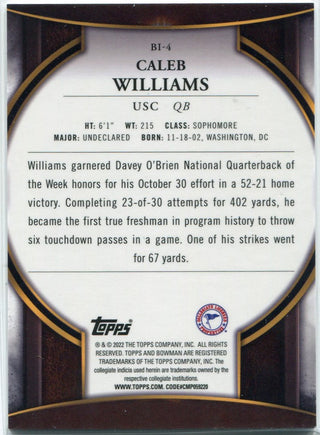 BI-4
CALEB
WILLIAMS
USC QB
HT: 6'1" WT: 215 CLASS: SOPHOMORE
MAJOR: UNDECLARED BORN: 11-18-02, WASHINGTON, DC
Williams garnered Davey O'Brien National Quarterback of
the Week honors for his October 30 effort in a 52-21 home
victory. Completing 23-of-30 attempts for 402 yards, he
became the first true freshman in program history to throw
six touchdown passes in a game. One of his strikes went
for 67 yards.
Topps
® & © 2022 THE TOPPS COMPANY, INC. ALL
RIGHTS RESERVED. TOPPS AND BOWMAN ARE REGISTERED
TRADEMARKS OF THE TOPPS COMPANY, INC. The
collegiate indicia used herein are trademarks owned by the
respective collegiate institutions.
WWW.TOPPS.COM. CODE#CMP059220